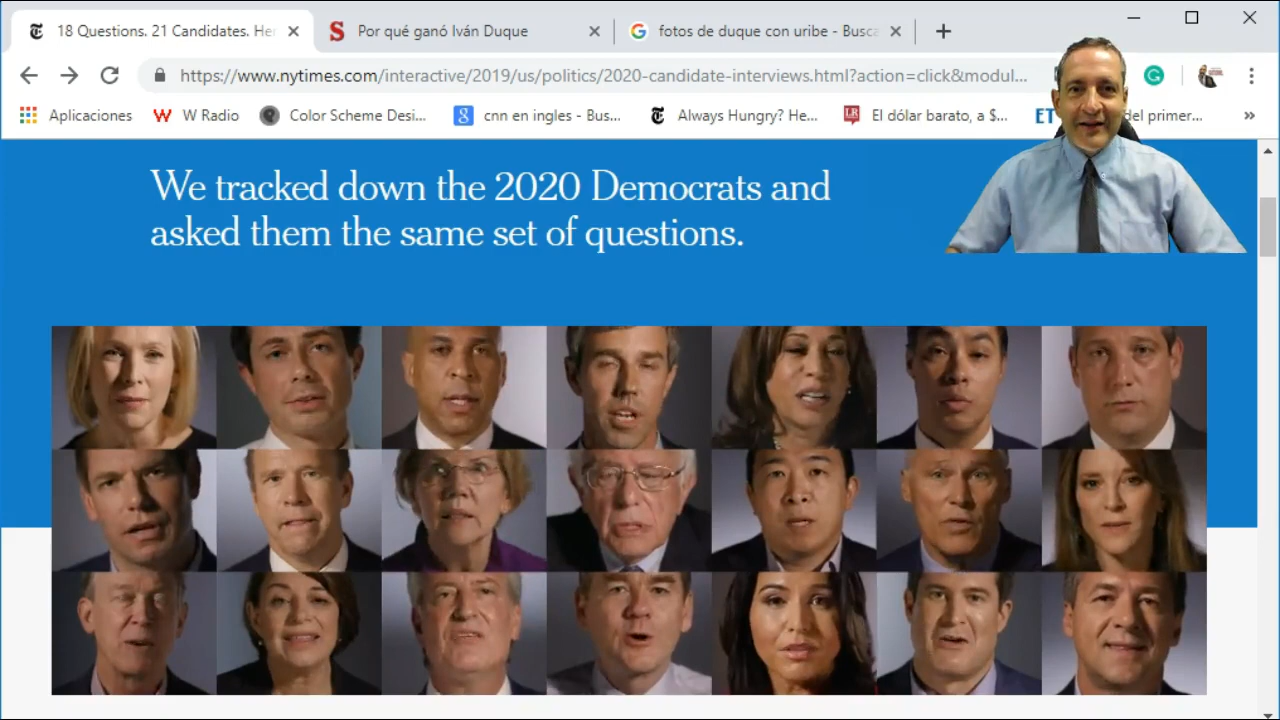 18 Questions. 21 Candidates. Her
Por qué ganó Iván Duque
fotos de duque con uribe - Busca
https://www.nytimes.com/interactive/2019/us/politics/2020-candidate-interviews.html?action=click&modul...
Aplicaciones
W Radio
Color Scheme Desi...
cnn en ingles - Bus...
Always Hungry? He...
El dólar barato, a $...
ET
del primer...
We tracked down the 2020 Democrats and
asked them the same set of questions.